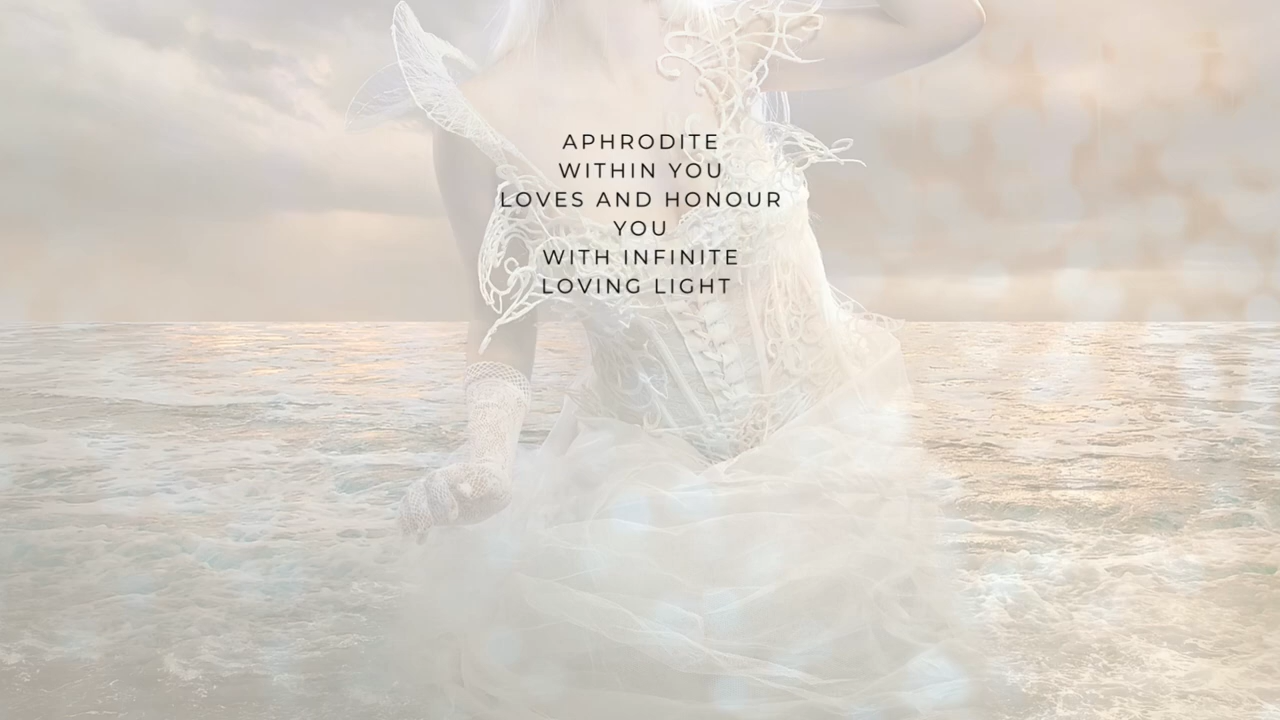 APHRODITE
WITHIN YOU
LOVES AND HONOUR
YOU
WITH INFINITE
LOVING LIGHT